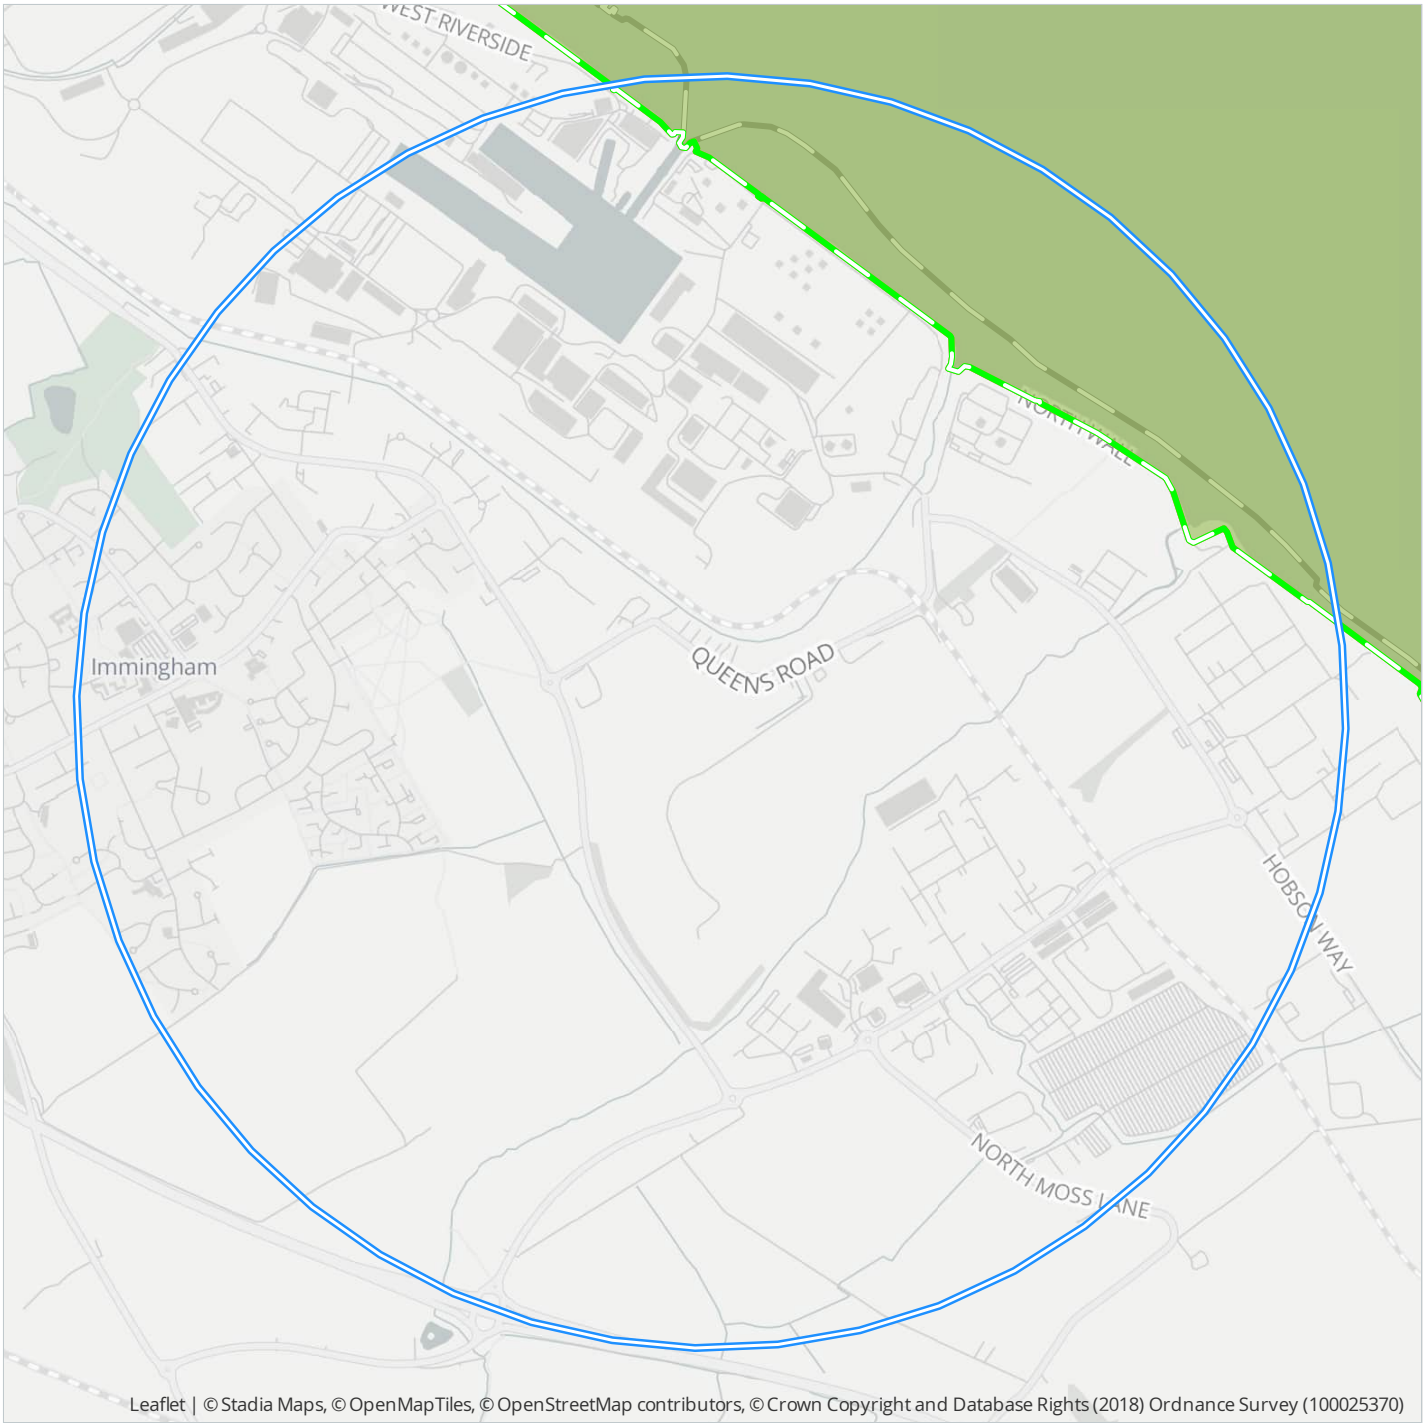 WEST RIVERSIDE
NORTH WALL
QUEENS ROAD
Immingham
HOBSON WAY
NORTH MOSS LANE
Leaflet | © Stadia Maps, © OpenMapTiles, © OpenStreetMap contributors, © Crown Copyright and Database Rights (2018) Ordnance Survey (100025370)